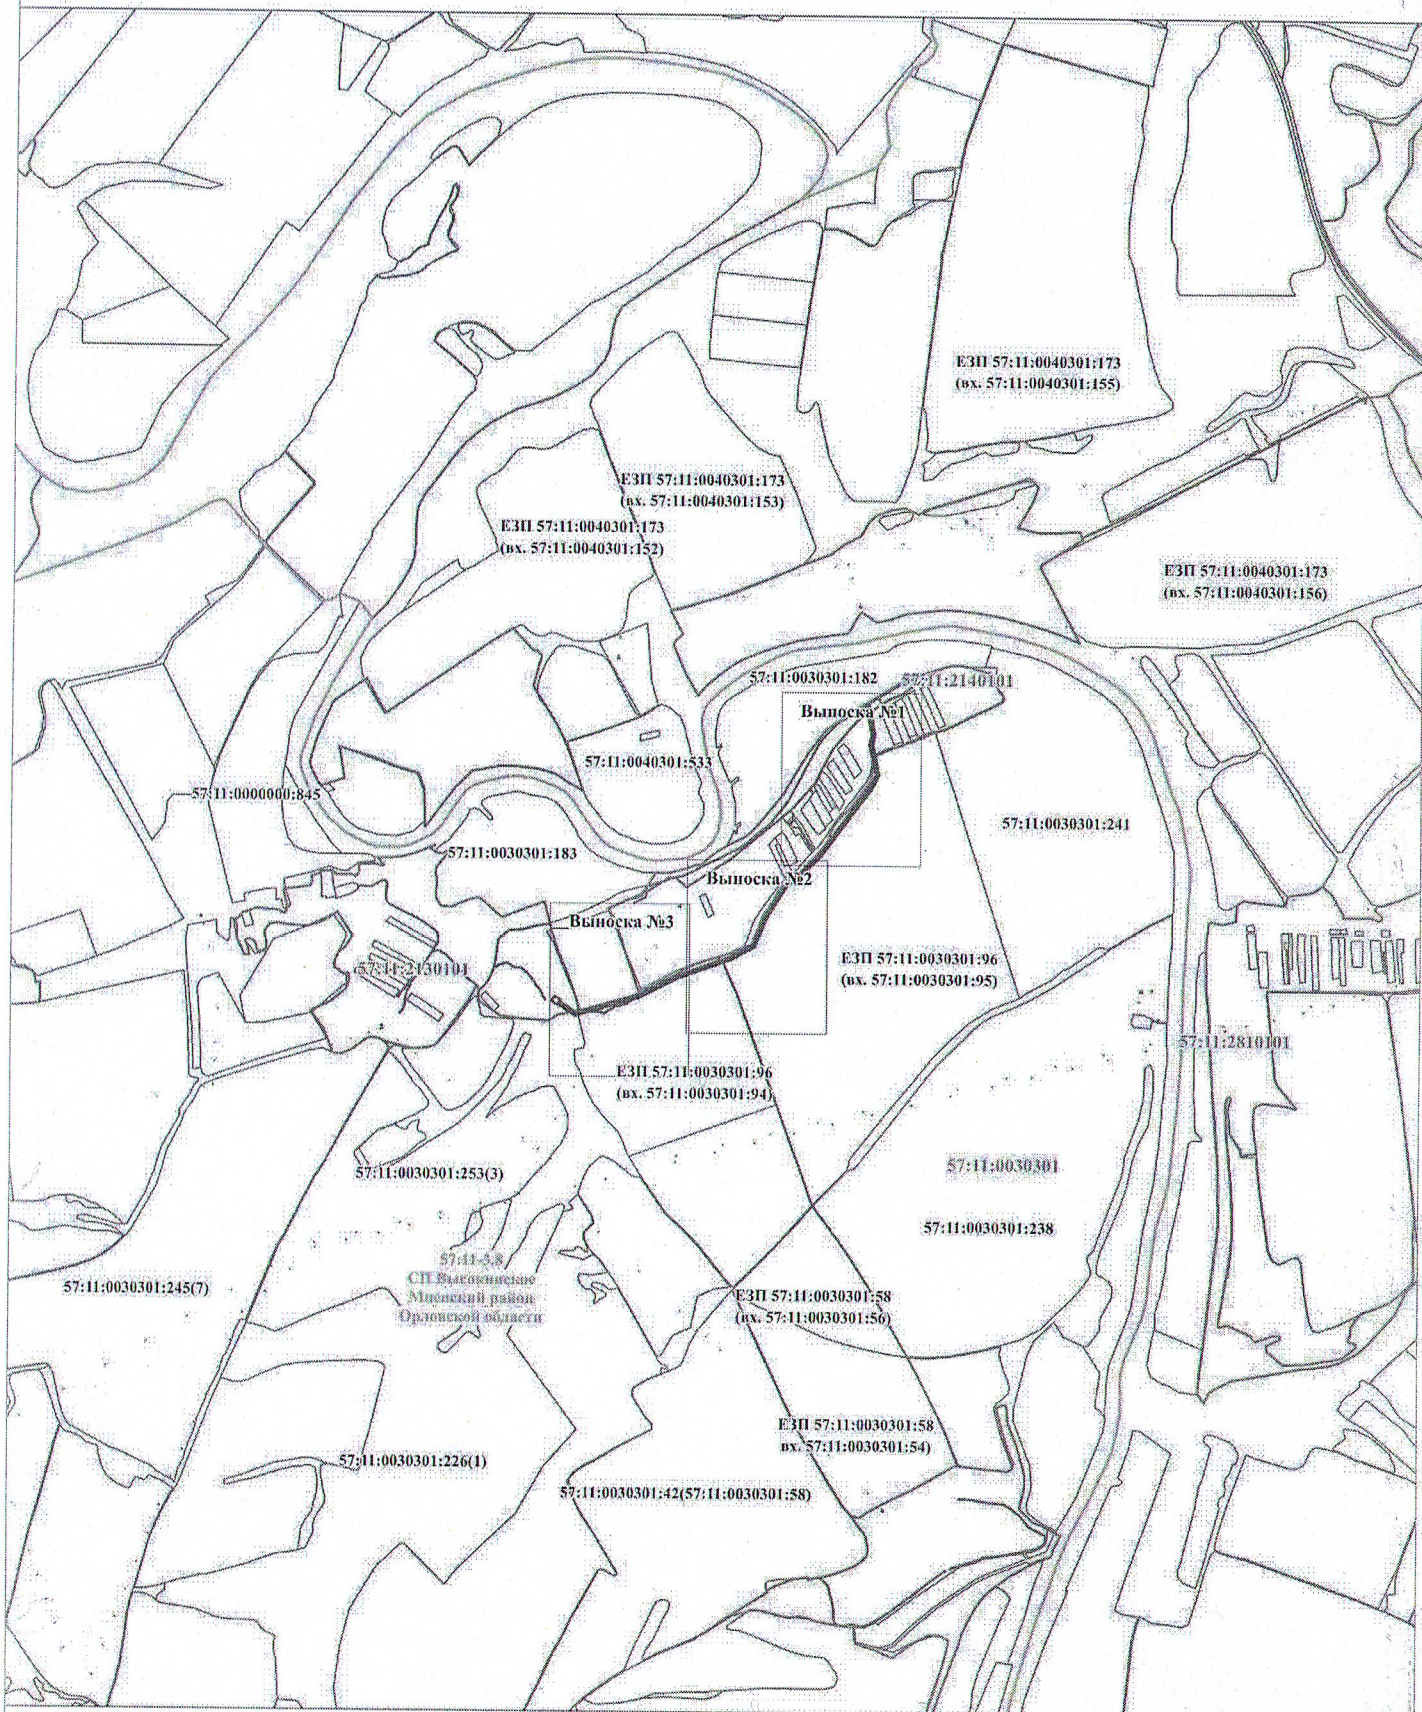 ЕЗП 57:11:0040301:173
(вх. 57:11:0040301:155)
ЕЗП 57:11:0040301:173
(вх. 57:11:0040301:153)
ЕЗП 57:11:0040301:173
(вх. 57:11:0040301:152)
ЕЗП 57:11:0040301:173
(вх. 57:11:0040301:156)
57:11:0030301:182
57:11:2140101
Выноска №1
57:11:0040301:533
57:11:0000000:845
57:11:0030301:241
57:11:0030301:183
Выноска №2
Выноска №3
57:11:2130101
ЕЗП 57:11:0030301:96
(вх. 57:11:0030301:95)
57:11:2810101
ЕЗП 57:11:0030301:96
(вх. 57:11:0030301:94)
57:11:0030301:253(3)
57:11:0030301
57:11:0030301:238
57:11-3.8
СП Высокинское
Мценский район
Орловской области
57:11:0030301:245(7)
ЕЗП 57:11:0030301:58
(вх. 57:11:0030301:56)
ЕЗП 57:11:0030301:58
вх. 57:11:0030301:54)
57:11:0030301:226(1)
57:11:0030301:42(57:11:0030301:58)